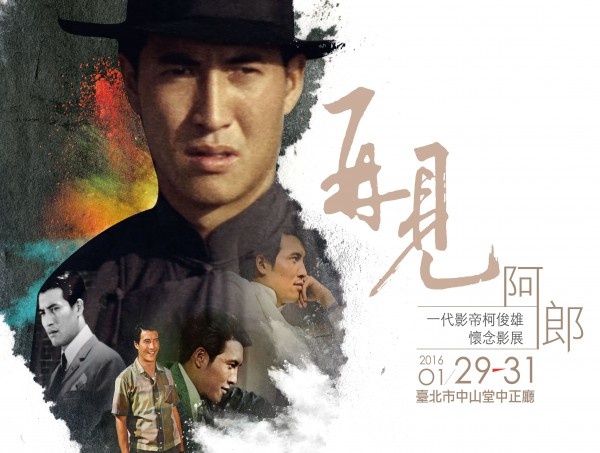 再見
阿郎
一代影帝柯俊雄
懷念影展
2016
01/29-31
臺北市中山堂中正廳